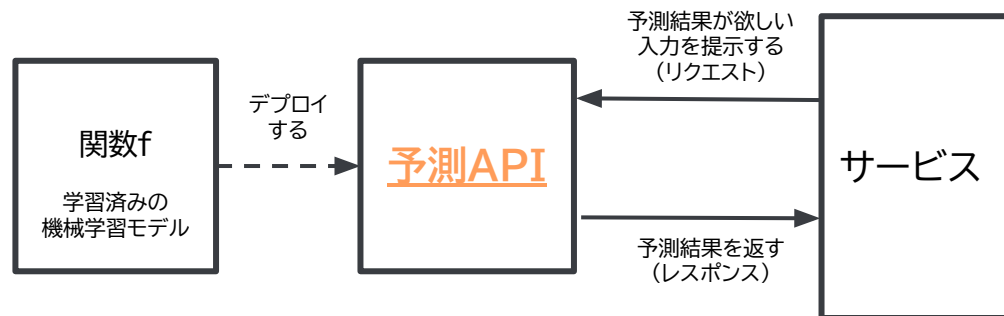 関数f
学習済みの
機械学習モデル
デプロイ
する
予測API
予測結果が欲しい
入力を提示する
（リクエスト）
予測結果を返す
（レスポンス）
サービス